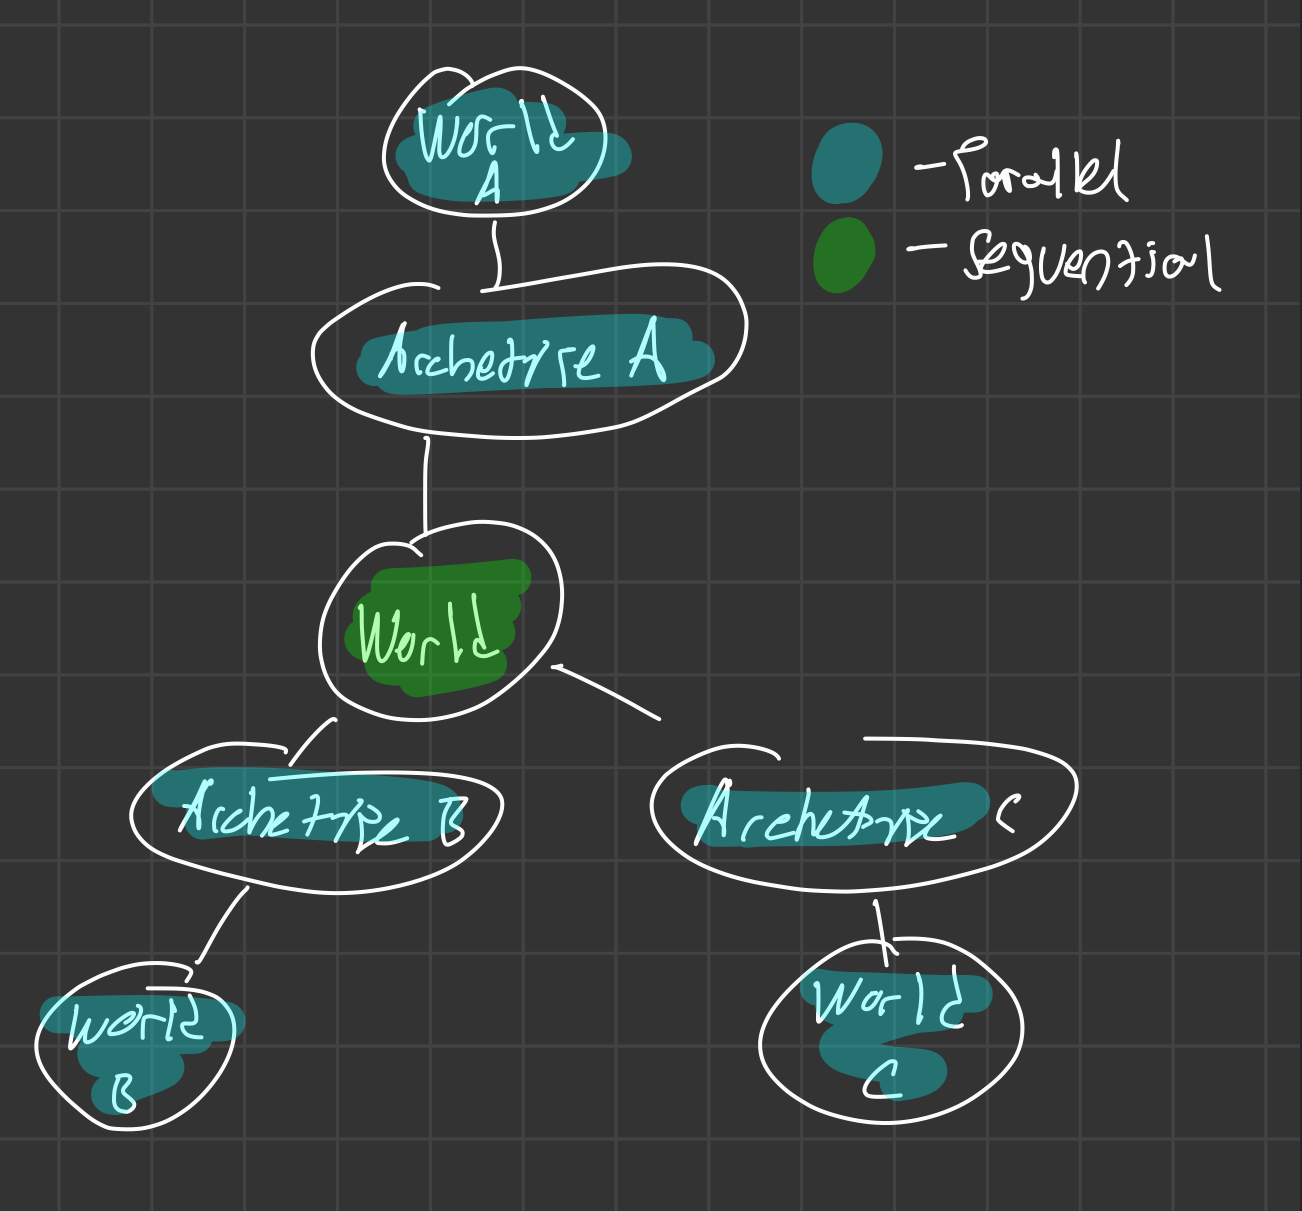 World
A
- Parallel
- Sequential
Archetype A
World
Archetype B
Archetype C
World
B
World
C